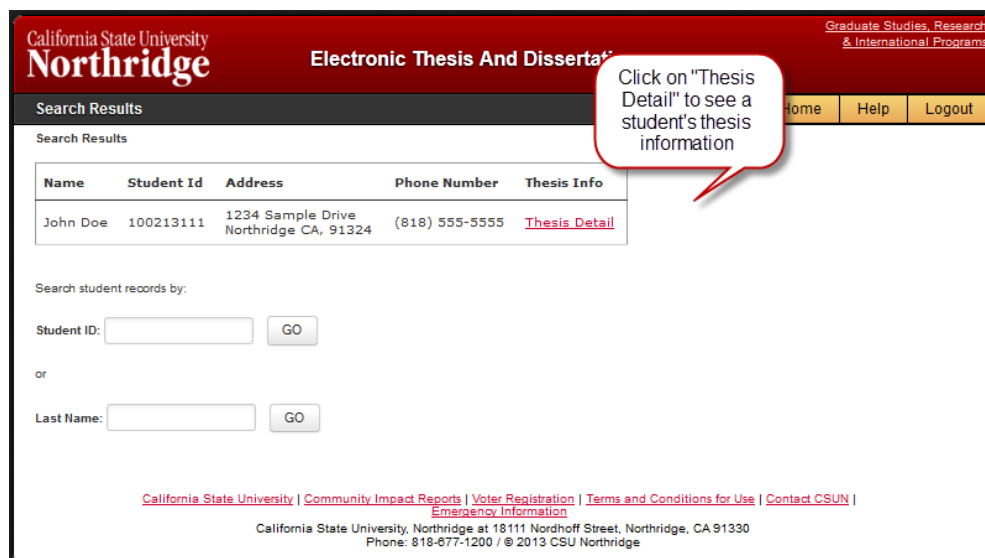 California State University
Northridge
Electronic Thesis And
Graduate Studies, Research
& International Programs
Click on "Thesis
Detail" to see a
student's thesis
information
Search Results
Home
Help
Logout
Search Results
Name
Student Id
Address
Phone Number
Thesis Info
John Doe
100213111
1234 Sample Drive
Northridge CA, 91324
(818) 555-5555
Thesis Detail
Search student records by:
Student ID:
GO
or
Last Name:
GO
California State University | Community Impact Reports | Voter Registration | Terms and Conditions for Use | Contact CSUN |
Emergency Information
California State University, Northridge at 18111 Nordhoff Street, Northridge, CA 91330
Phone: 818-677-1200 / © 2013 CSU Northridge